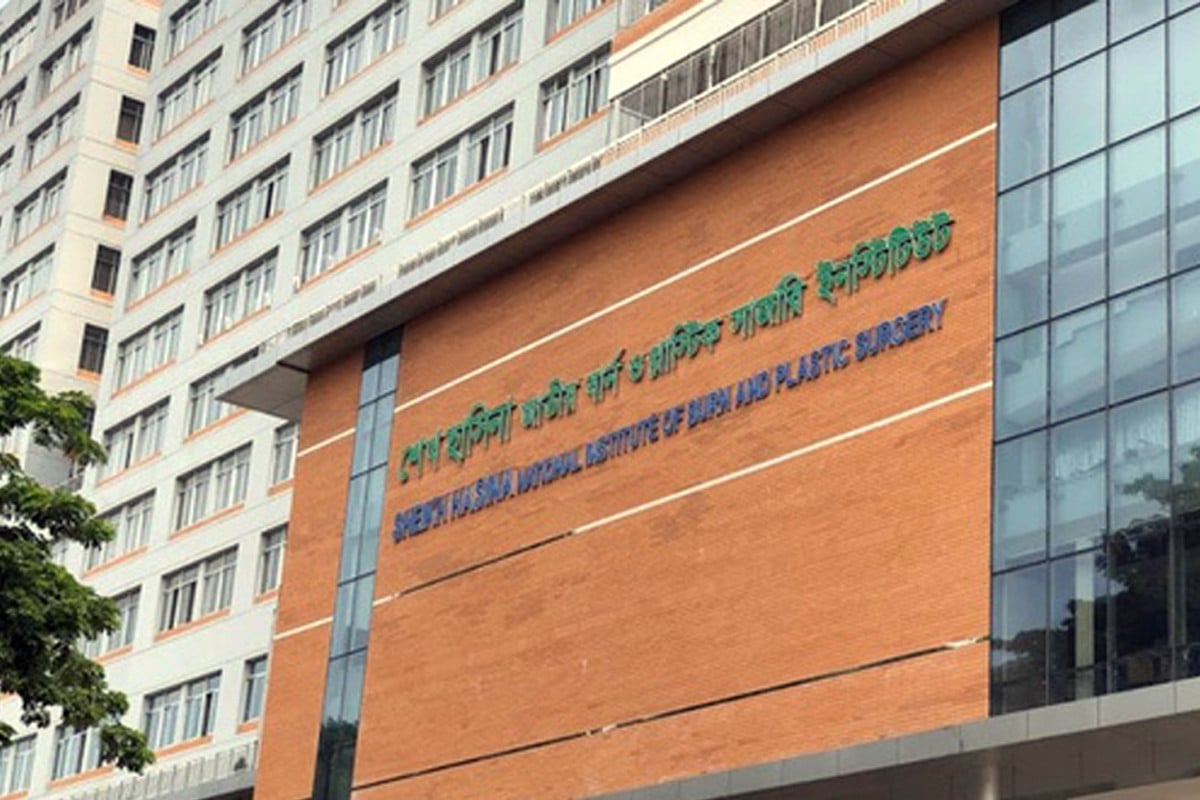 শেখ হাসিনা জাতীয় বার্ন ও প্লাস্টিক সার্জারি ইনস্টিটিউট
SHEIKH HASINA NATIONAL INSTITUTE OF BURN AND PLASTIC SURGERY